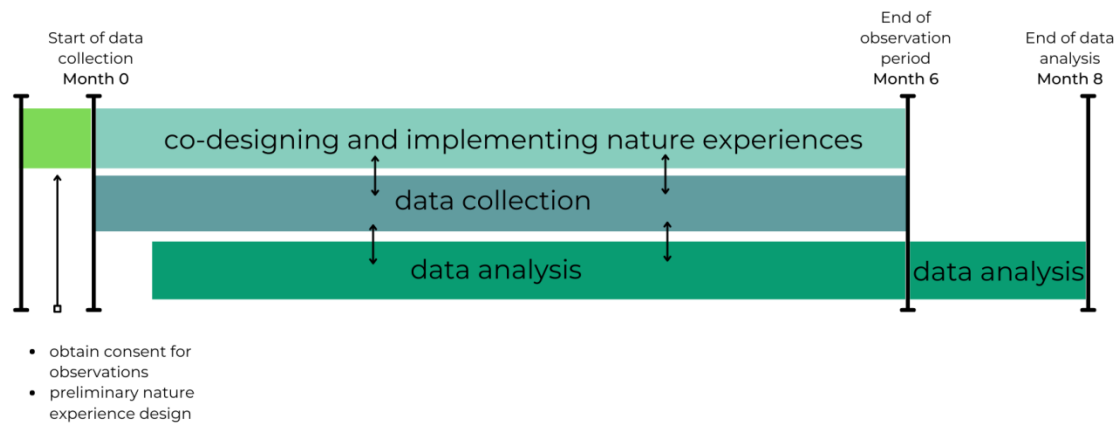 Start of data
collection
Month 0
End of
observation
period
Month 6
End of data
analysis
Month 8
co-designing and implementing nature experiences
data collection
data analysis
data analysis
• obtain consent for
observations
• preliminary nature
experience design